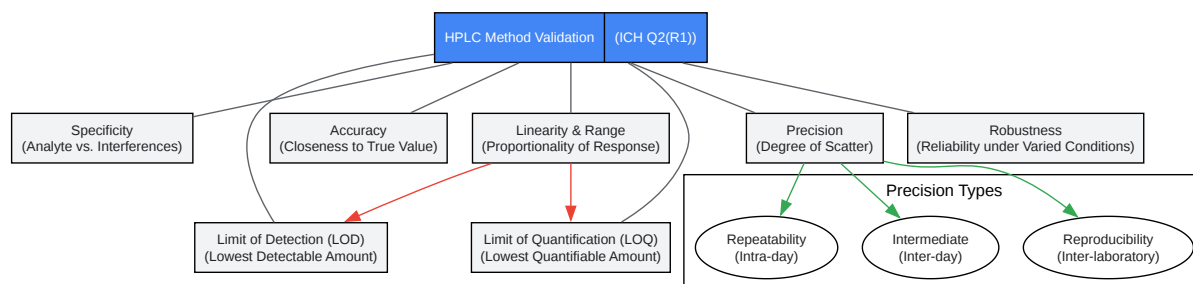 HPLC Method Validation
(ICH Q2(R1))
Specificity
(Analyte vs. Interferences)
Accuracy
(Closeness to True Value)
Linearity & Range
(Proportionality of Response)
Precision
(Degree of Scatter)
Robustness
(Reliability under Varied Conditions)
Limit of Detection (LOD)
(Lowest Detectable Amount)
Limit of Quantification (LOQ)
(Lowest Quantifiable Amount)
Precision Types
Repeatability
(Intra-day)
Intermediate
(Inter-day)
Reproducibility
(Inter-laboratory)